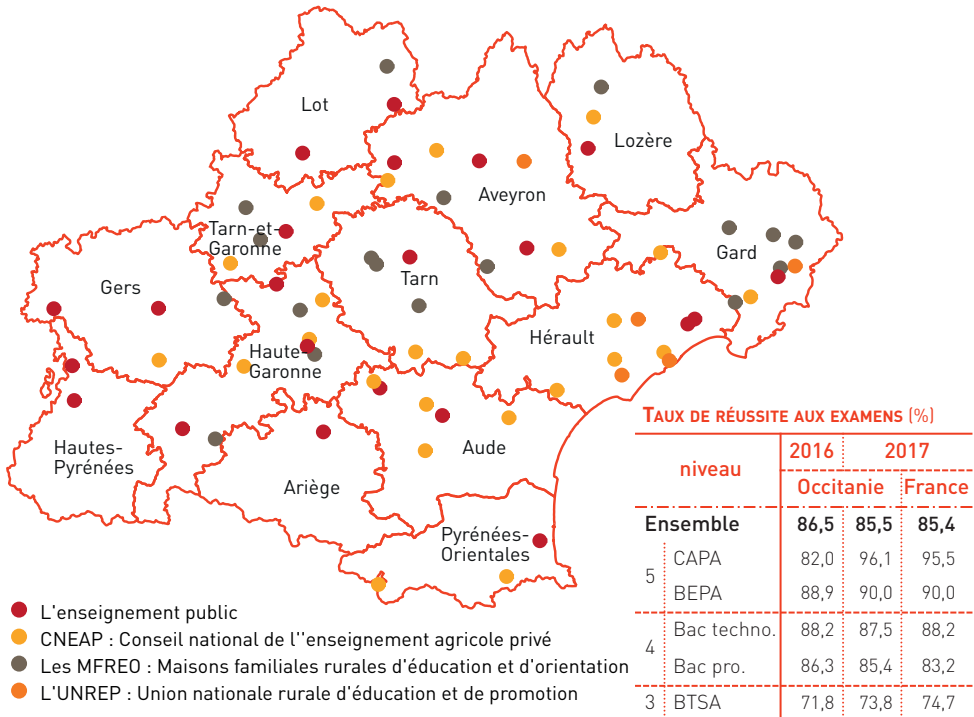 Lot
Lozère
Aveyron
Tarn-et-
Garonne
Gard
Tarn
Gers
Hérault
Haute-
Garonne
Hautes-
Pyrénées
Aude
Ariège
Pyrénées-
Orientales
L'enseignement public
CNEAP : Conseil national de l''enseignement agricole privé
Les MFREO : Maisons familiales rurales d'éducation et d'orientation
L'UNREP : Union nationale rurale d'éducation et de promotion
TAUX DE RÉUSSITE AUX EXAMENS (%)
niveau 2016 2017
Occitanie France
Ensemble 86,5 85,5 85,4
5 CAPA 82,0 96,1 95,5
BEPA 88,9 90,0 90,0
4 Bac techno. 88,2 87,5 88,2
Bac pro. 86,3 85,4 83,2
3 BTSA 71,8 73,8 74,7